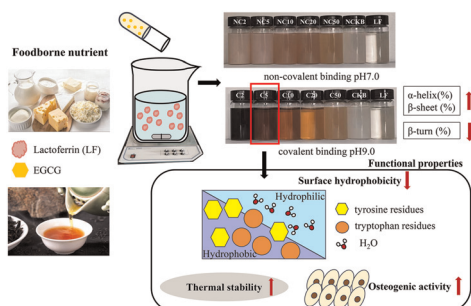 Foodborne nutrient
Lactoferrin (LF)
EGCG
NC2 NC5 NC10 NC20 NC50 NCKB LF
non-covalent binding pH7.0
C2 C5 C10 C20 C50 CKB LF
covalent binding pH9.0
α-helix(%)
β-sheet (%)
β-turn (%)
Functional properties
Surface hydrophobicity
Hydrophilic
Hydrophobic
H₂O
tyrosine residues
tryptophan residues
H₂O
Thermal stability
Osteogenic activity